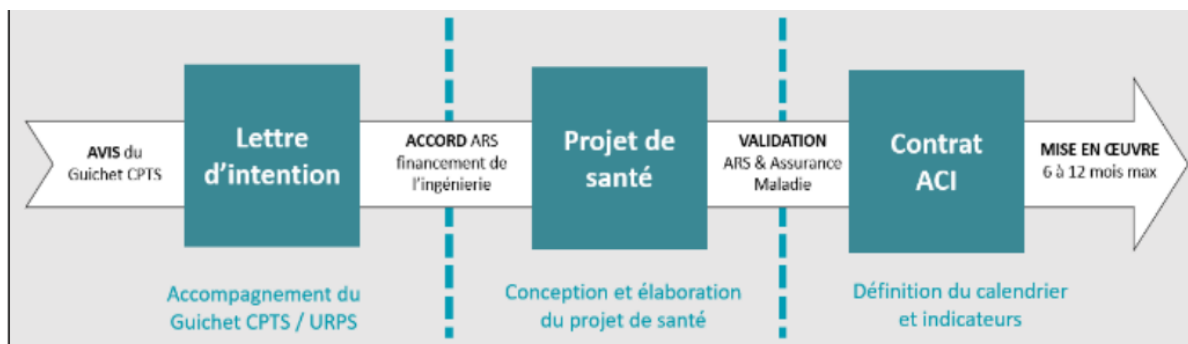 AVIS du
Guichet CPTS
Lettre
d'intention
ACCORD ARS
financement de
l'ingénierie
Projet de
santé
VALIDATION
ARS & Assurance
Maladie
Contrat
ACI
MISE EN ŒUVRE
6 à 12 mois max
Accompagnement du
Guichet CPTS / URPS
Conception et élaboration
du projet de santé
Définition du calendrier
et indicateurs